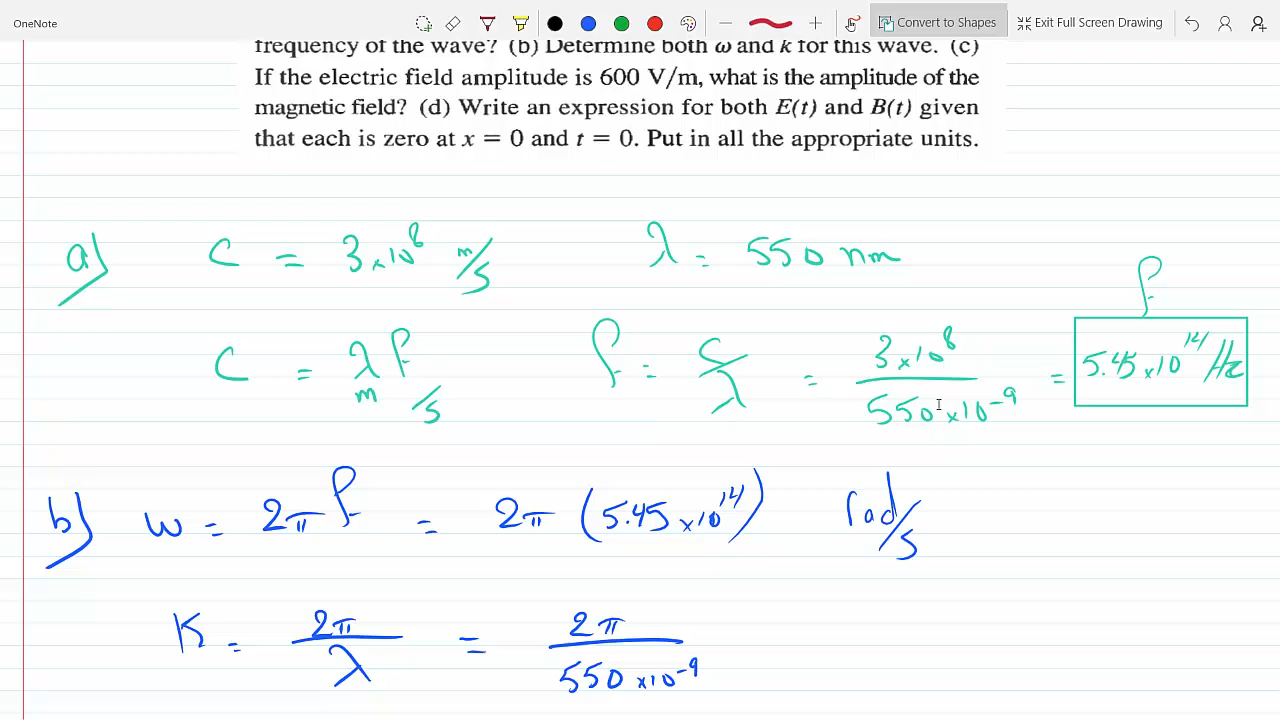 OneNote
Convert to Shapes
Exit Full Screen Drawing
frequency of the wave? (b) Determine both ω and k for this wave. (c)
If the electric field amplitude is 600 V/m, what is the amplitude of the
magnetic field? (d) Write an expression for both E(t) and B(t) given
that each is zero at x = 0 and t = 0. Put in all the appropriate units.
a) C = 3×10⁸ m/s λ = 550 nm
f
C = λ f m /s f = C/λ = 3×10⁸ / 550×10⁻⁹ = 5.45×10¹⁴ Hz
b) w = 2π f = 2π (5.45×10¹⁴) rad/s
K = 2π/λ = 2π / 550×10⁻⁹